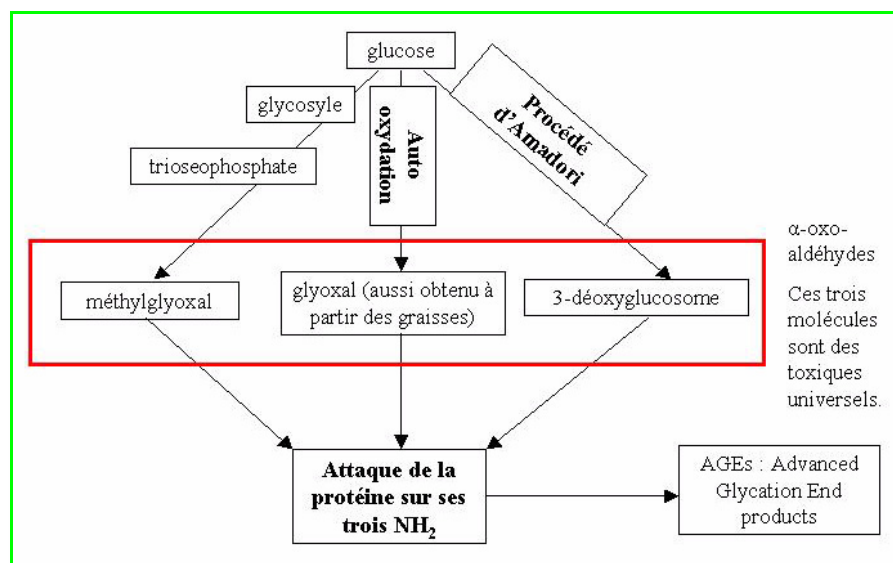 glucose
glycosyle
trioseophosphate
Auto
oxydation
Procédé
d'Amadori
α-oxo-
aldéhydes
Ces trois
molécules
sont des
toxiques
universels.
méthylglyoxal
glyoxal (aussi obtenu à
partir des graisses)
3-déoxyglucosome
Attaque de la
protéine sur ses
trois NH₂
AGEs : Advanced
Glycation End
products